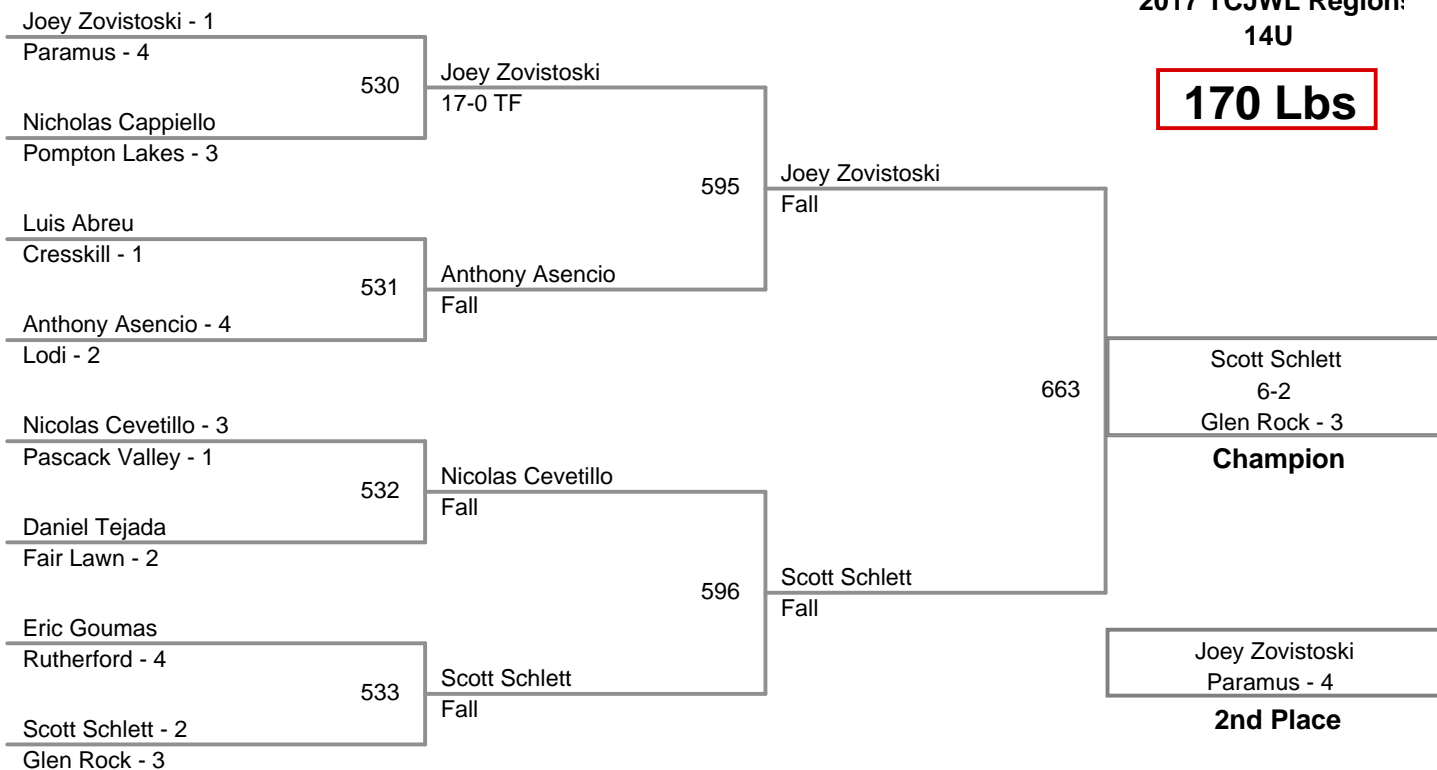 2017 TCJWL Regions
14U
170 Lbs
Joey Zovistoski - 1
Paramus - 4
530
Nicholas Cappiello
Pompton Lakes - 3
Luis Abreu
Cresskill - 1
531
Anthony Asencio - 4
Lodi - 2
Nicolas Cevetillo - 3
Pascack Valley - 1
532
Daniel Tejada
Fair Lawn - 2
Eric Goumas
Rutherford - 4
533
Scott Schlett - 2
Glen Rock - 3
Joey Zovistoski
17-0 TF
595
Anthony Asencio
Fall
Nicolas Cevetillo
Fall
596
Scott Schlett
Fall
Joey Zovistoski
Fall
663
Scott Schlett
Fall
Scott Schlett
6-2
Glen Rock - 3
Champion
Joey Zovistoski
Paramus - 4
2nd Place